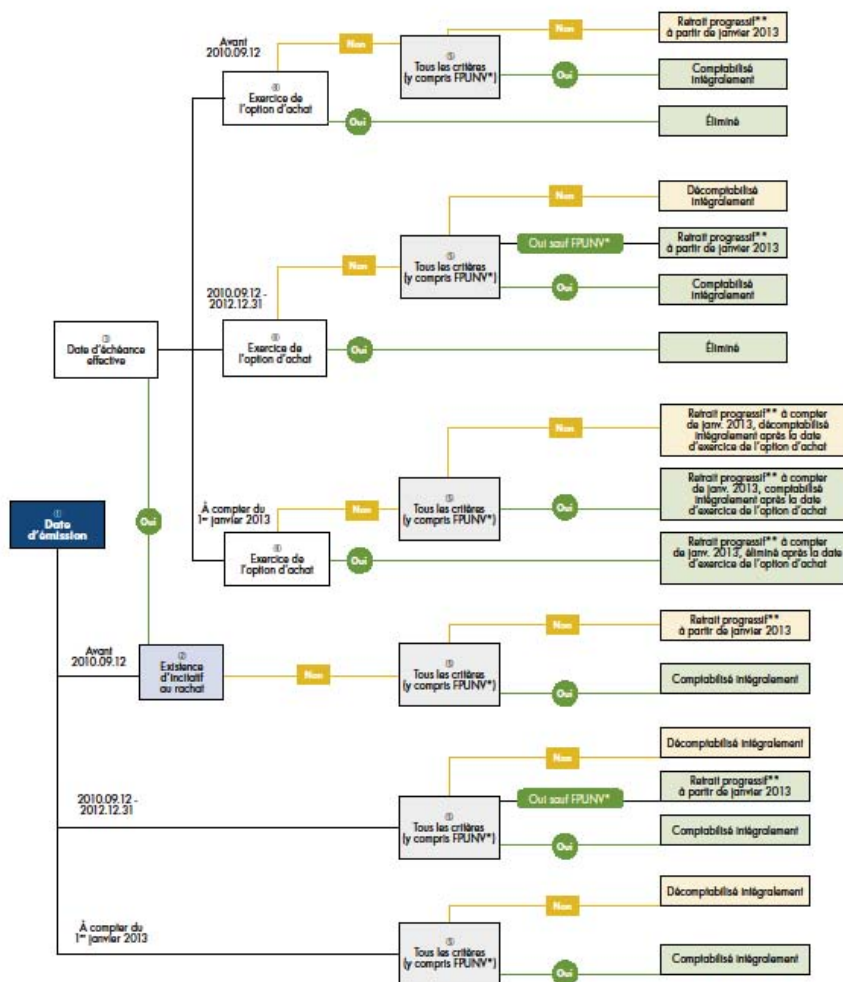 Avant
2010.09.12
④
Exercice de
l'option d'achat
Non
⑤
Tous les critères
(y compris FPUNV*)
Non
Retrait progressif**
à partir de janvier 2013
Oui
Comptabilisé
intégralement
Oui
Éliminé
2010.09.12 -
2012.12.31
Exercice de
l'option d'achat
Non
⑤
Tous les critères
(y compris FPUNV*)
Non
Décomptabilisé
intégralement
Oui sauf FPUNV*
Retrait progressif**
à partir de janvier 2013
Oui
Comptabilisé
intégralement
Oui
Éliminé
③
Date d'échéance
effective
À compter du
1er janvier 2013
④
Exercice de
l'option d'achat
Non
⑤
Tous les critères
(y compris FPUNV*)
Non
Retrait progressif** à compter
de janv. 2013, décomptabilisé
intégralement après la date
d'exercice de l'option d'achat
Oui
Retrait progressif** à compter
de janv. 2013, comptabilisé
intégralement après la date
d'exercice de l'option d'achat
Oui
Retrait progressif** à compter
de janv. 2013, éliminé après la date
d'exercice de l'option d'achat
Oui
①
Date
d'émission
Avant
2010.09.12
②
Existence
d'incitatif
au rachat
Non
⑤
Tous les critères
(y compris FPUNV*)
Non
Retrait progressif**
à partir de janvier 2013
Oui
Comptabilisé intégralement
2010.09.12 -
2012.12.31
⑤
Tous les critères
(y compris FPUNV*)
Non
Décomptabilisé intégralement
Oui sauf FPUNV*
Retrait progressif**
à partir de janvier 2013
Oui
Comptabilisé intégralement
À compter du
1er janvier 2013
⑤
Tous les critères
(y compris FPUNV*)
Non
Décomptabilisé intégralement
Oui
Comptabilisé intégralement